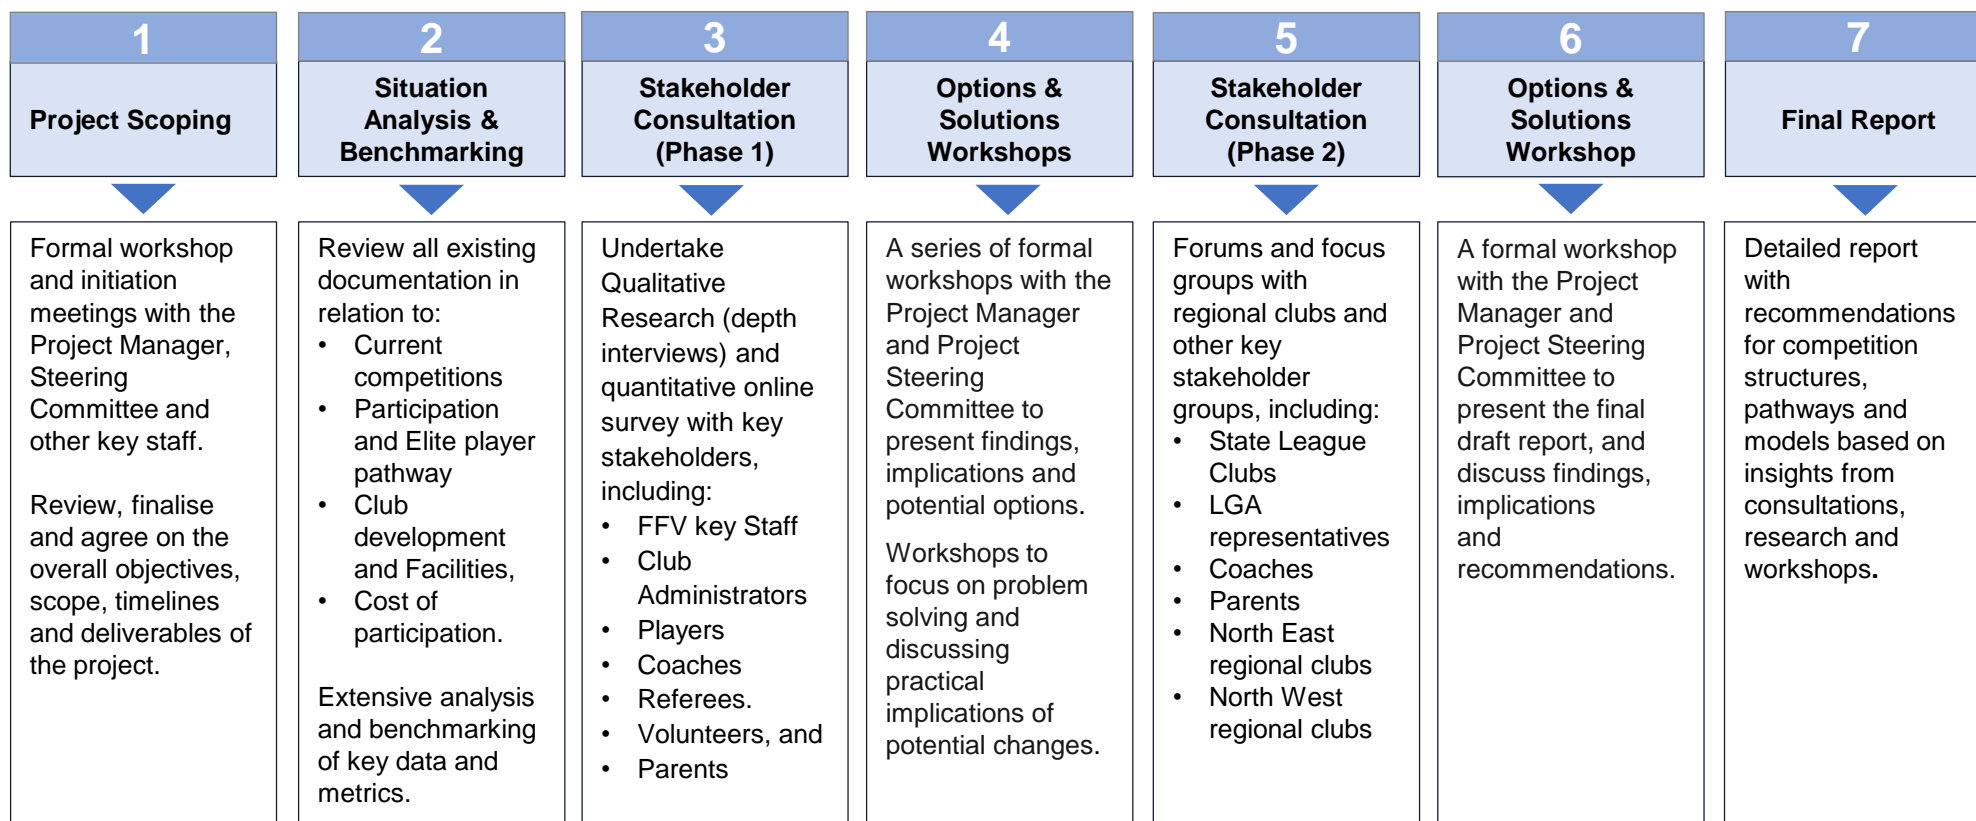 1
Project Scoping
Formal workshop
and initiation
meetings with the
Project Manager,
Steering
Committee and
other key staff.
Review, finalise
and agree on the
overall objectives,
scope, timelines
and deliverables of
the project.
2
Situation
Analysis &
Benchmarking
Review all existing
documentation in
relation to:
• Current
competitions
• Participation
and Elite player
pathway
• Club
development
and Facilities,
• Cost of
participation.
Extensive analysis
and benchmarking
of key data and
metrics.
3
Stakeholder
Consultation
(Phase 1)
Undertake
Qualitative
Research (depth
interviews) and
quantitative online
survey with key
stakeholders,
including:
• FFV key Staff
• Club
Administrators
• Players
• Coaches
• Referees.
• Volunteers, and
• Parents
4
Options &
Solutions
Workshops
A series of formal
workshops with the
Project Manager
and Project
Steering
Committee to
present findings,
implications and
potential options.
Workshops to
focus on problem
solving and
discussing
practical
implications of
potential changes.
5
Stakeholder
Consultation
(Phase 2)
Forums and focus
groups with
regional clubs and
other key
stakeholder
groups, including:
• State League
Clubs
• LGA
representatives
• Coaches
• Parents
• North East
regional clubs
• North West
regional clubs
6
Options &
Solutions
Workshop
A formal workshop
with the Project
Manager and
Project Steering
Committee to
present the final
draft report, and
discuss findings,
implications
and
recommendations.
7
Final Report
Detailed report
with
recommendations
for competition
structures,
pathways and
models based on
insights from
consultations,
research and
workshops.